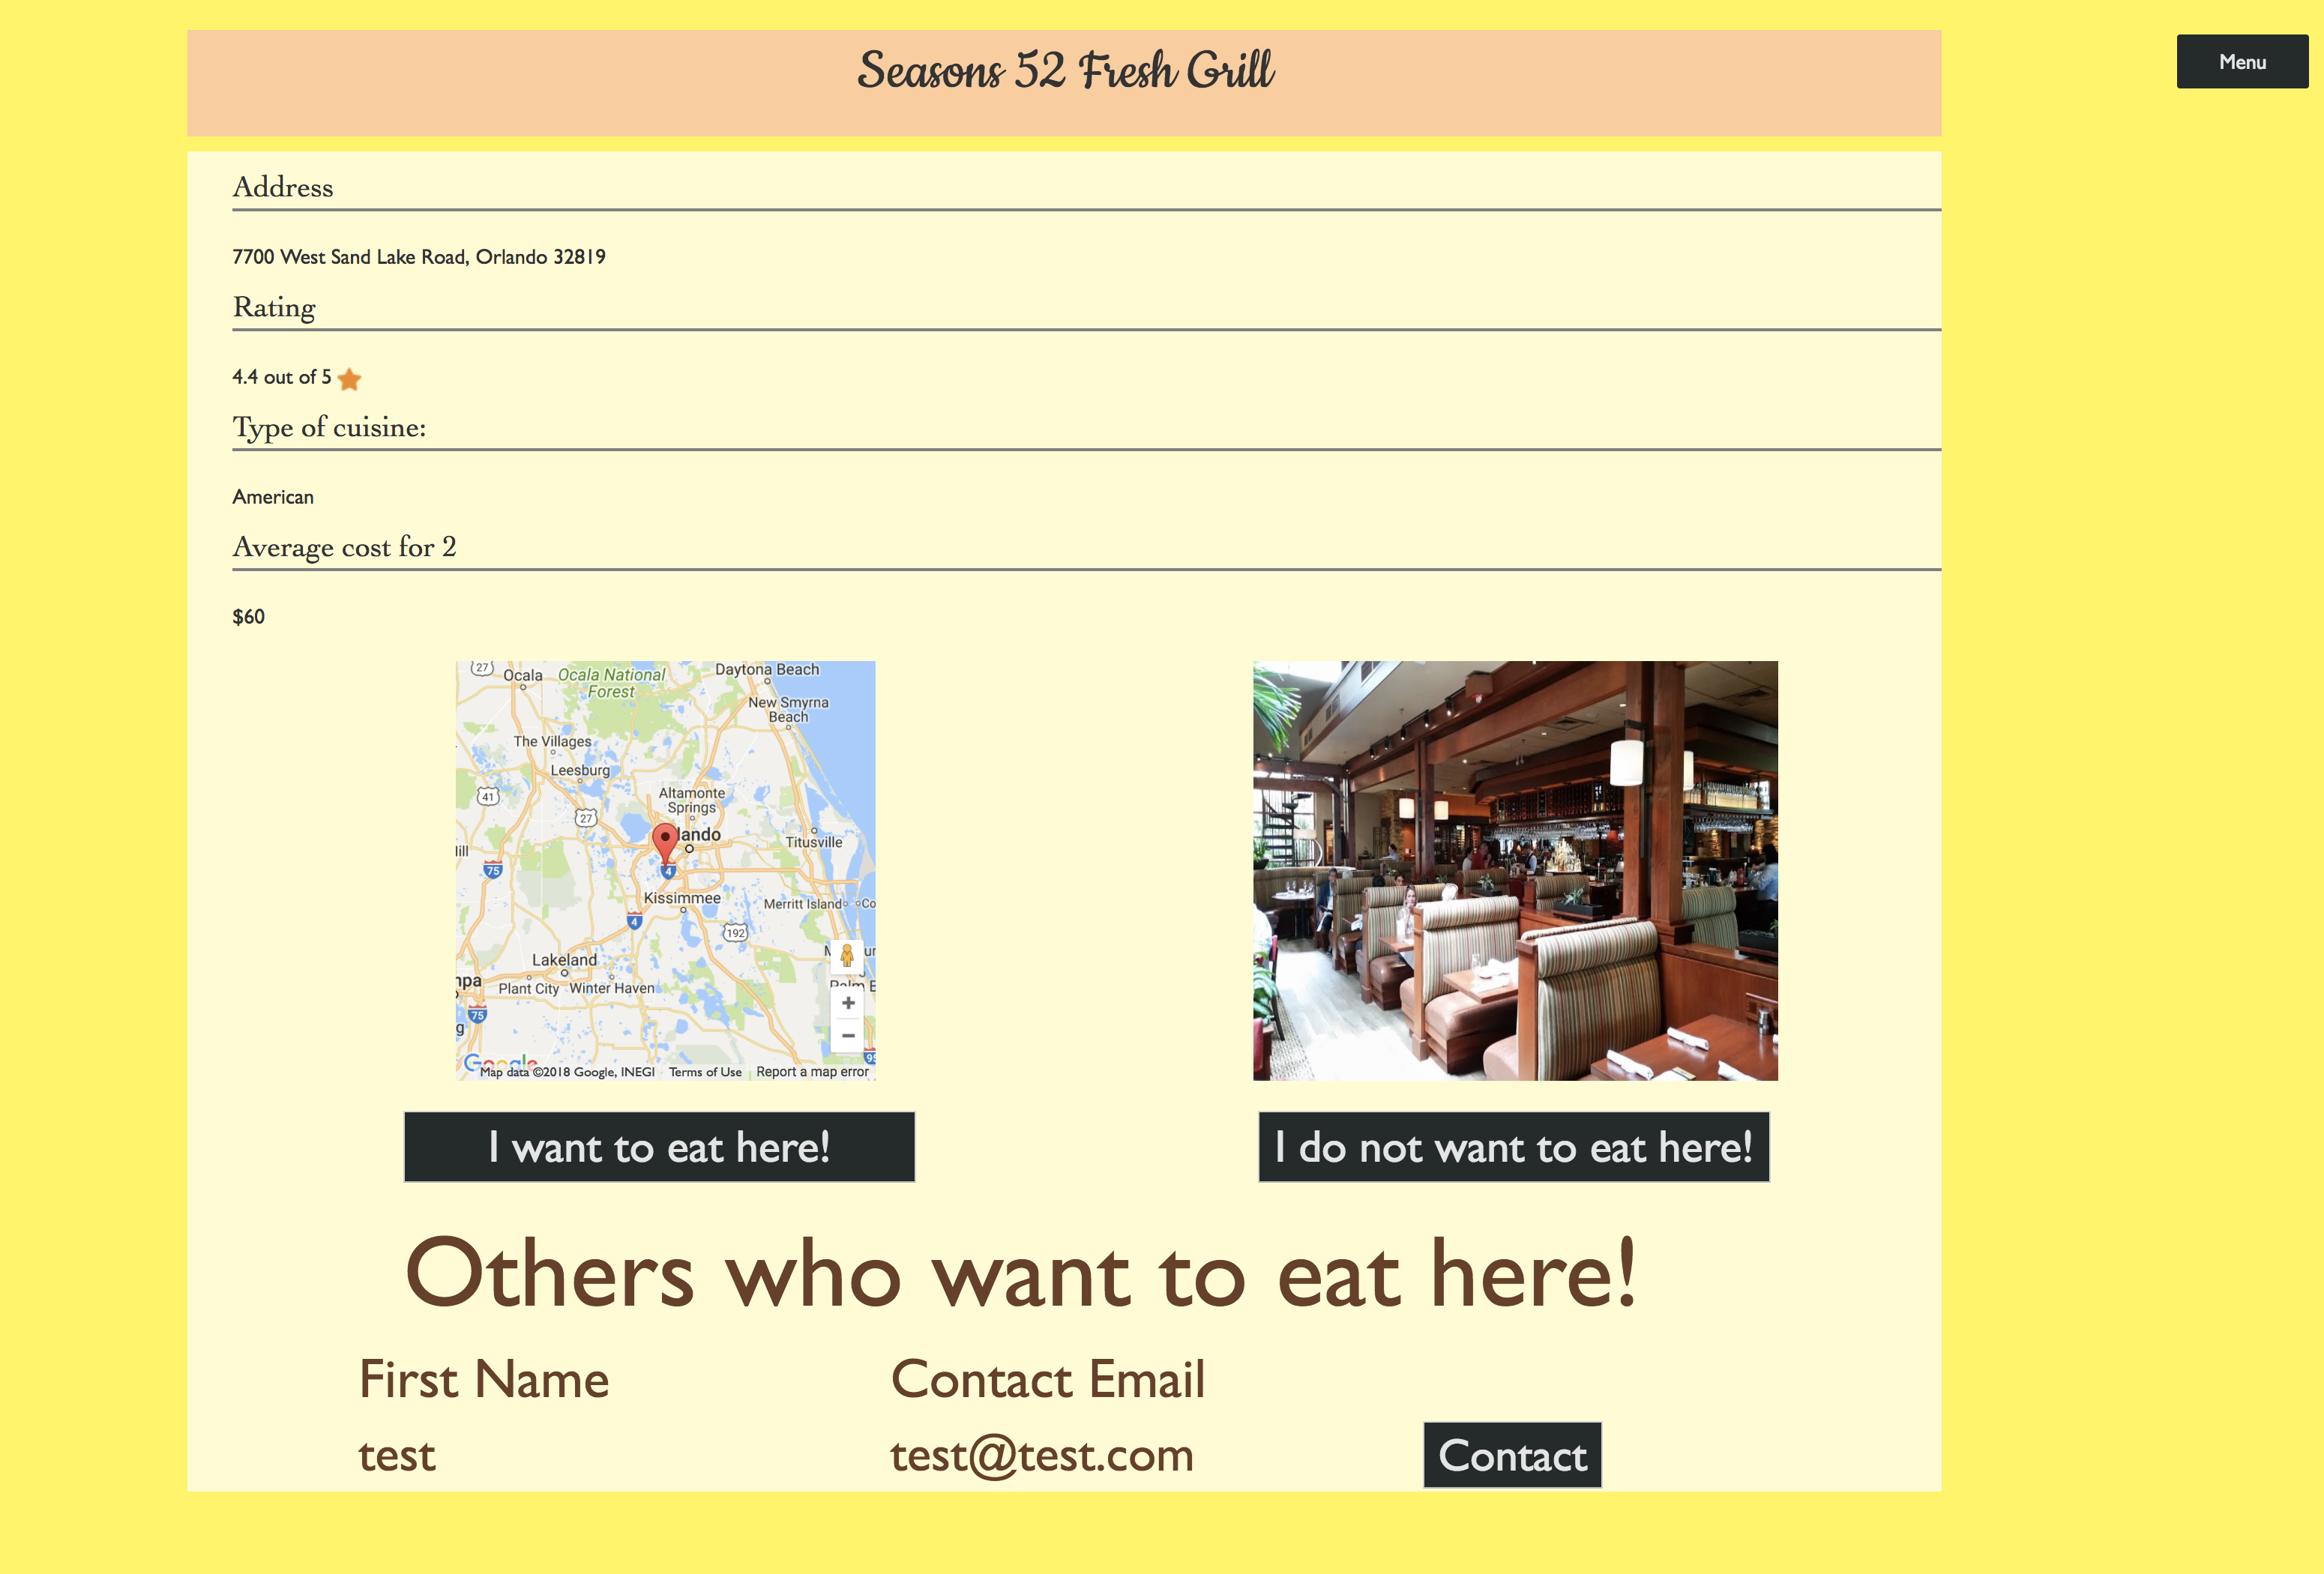 Seasons 52 Fresh Grill
Menu
Address
7700 West Sand Lake Road, Orlando 32819
Rating
4.4 out of 5
Type of cuisine:
American
Average cost for 2
$60
27
Ocala
Ocala National
Forest
Daytona Beach
New Smyrna
Beach
The Villages
Leesburg
41
27
Altamonte
Springs
lando
Titusville
ill
75
4
Kissimmee
Merritt Island
Co
4
192
Lakeland
mpa
Plant City
Winter Haven
Palm B
75
g
+
−
95
Google
Map data ©2018 Google, INEGI
Terms of Use
Report a map error
I want to eat here!
I do not want to eat here!
Others who want to eat here!
First Name
Contact Email
test
test@test.com
Contact